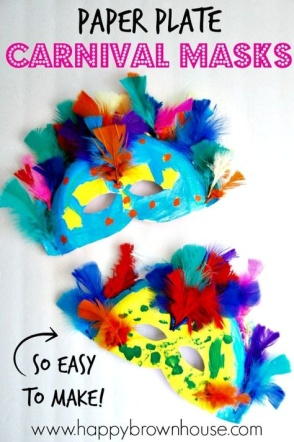 PAPER PLATE
CARNIVAL MASKS
SO EASY
TO MAKE!
www.happybrownhouse.com